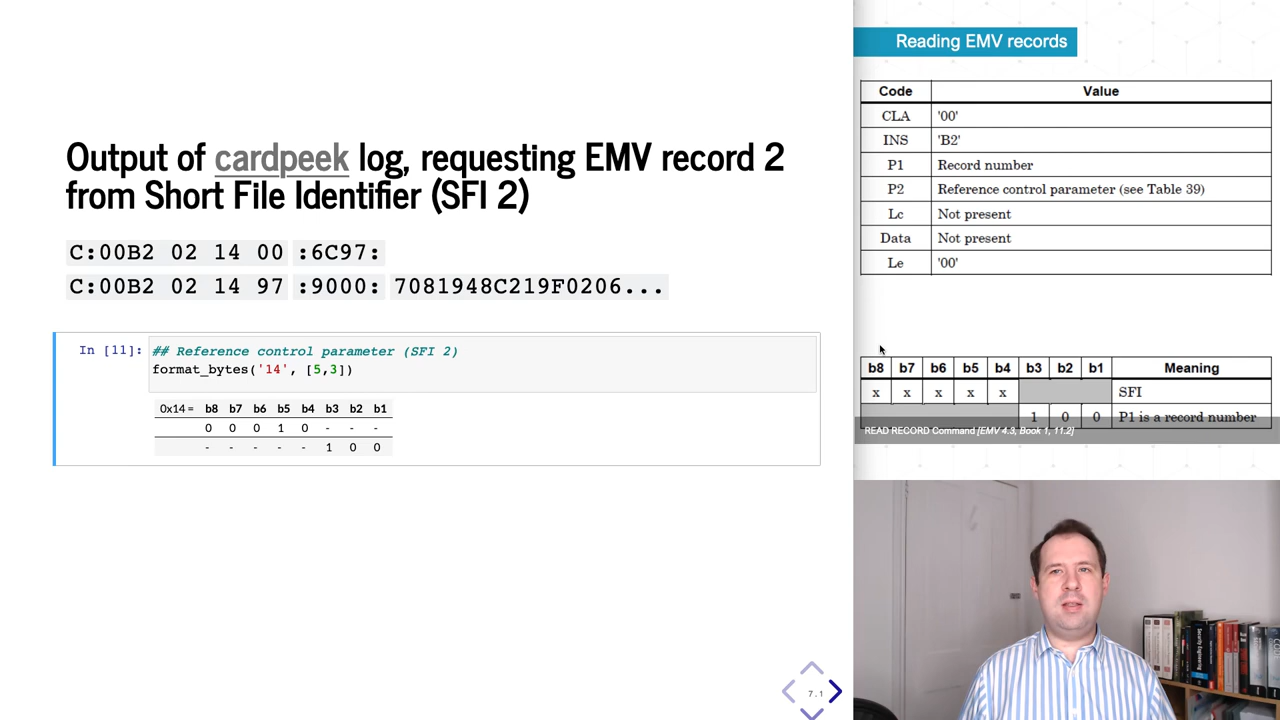 Output of cardpeek log, requesting EMV record 2
from Short File Identifier (SFI 2)
C:00B2 02 14 00 :6C97:
C:00B2 02 14 97 :9000: 7081948C219F0206...
In [11]: ## Reference control parameter (SFI 2)
format_bytes('14', [5,3])
0x14 = b8 b7 b6 b5 b4 b3 b2 b1
0 0 0 1 0 - - -
- - - - - 1 0 0
7.1
Reading EMV records
Code Value
CLA '00'
INS 'B2'
P1 Record number
P2 Reference control parameter (see Table 39)
Lc Not present
Data Not present
Le '00'
b8 b7 b6 b5 b4 b3 b2 b1 Meaning
x x x x x SFI
1 0 0 P1 is a record number
READ RECORD Command [EMV 4.3, Book 1, 11.2]
Security Engineering